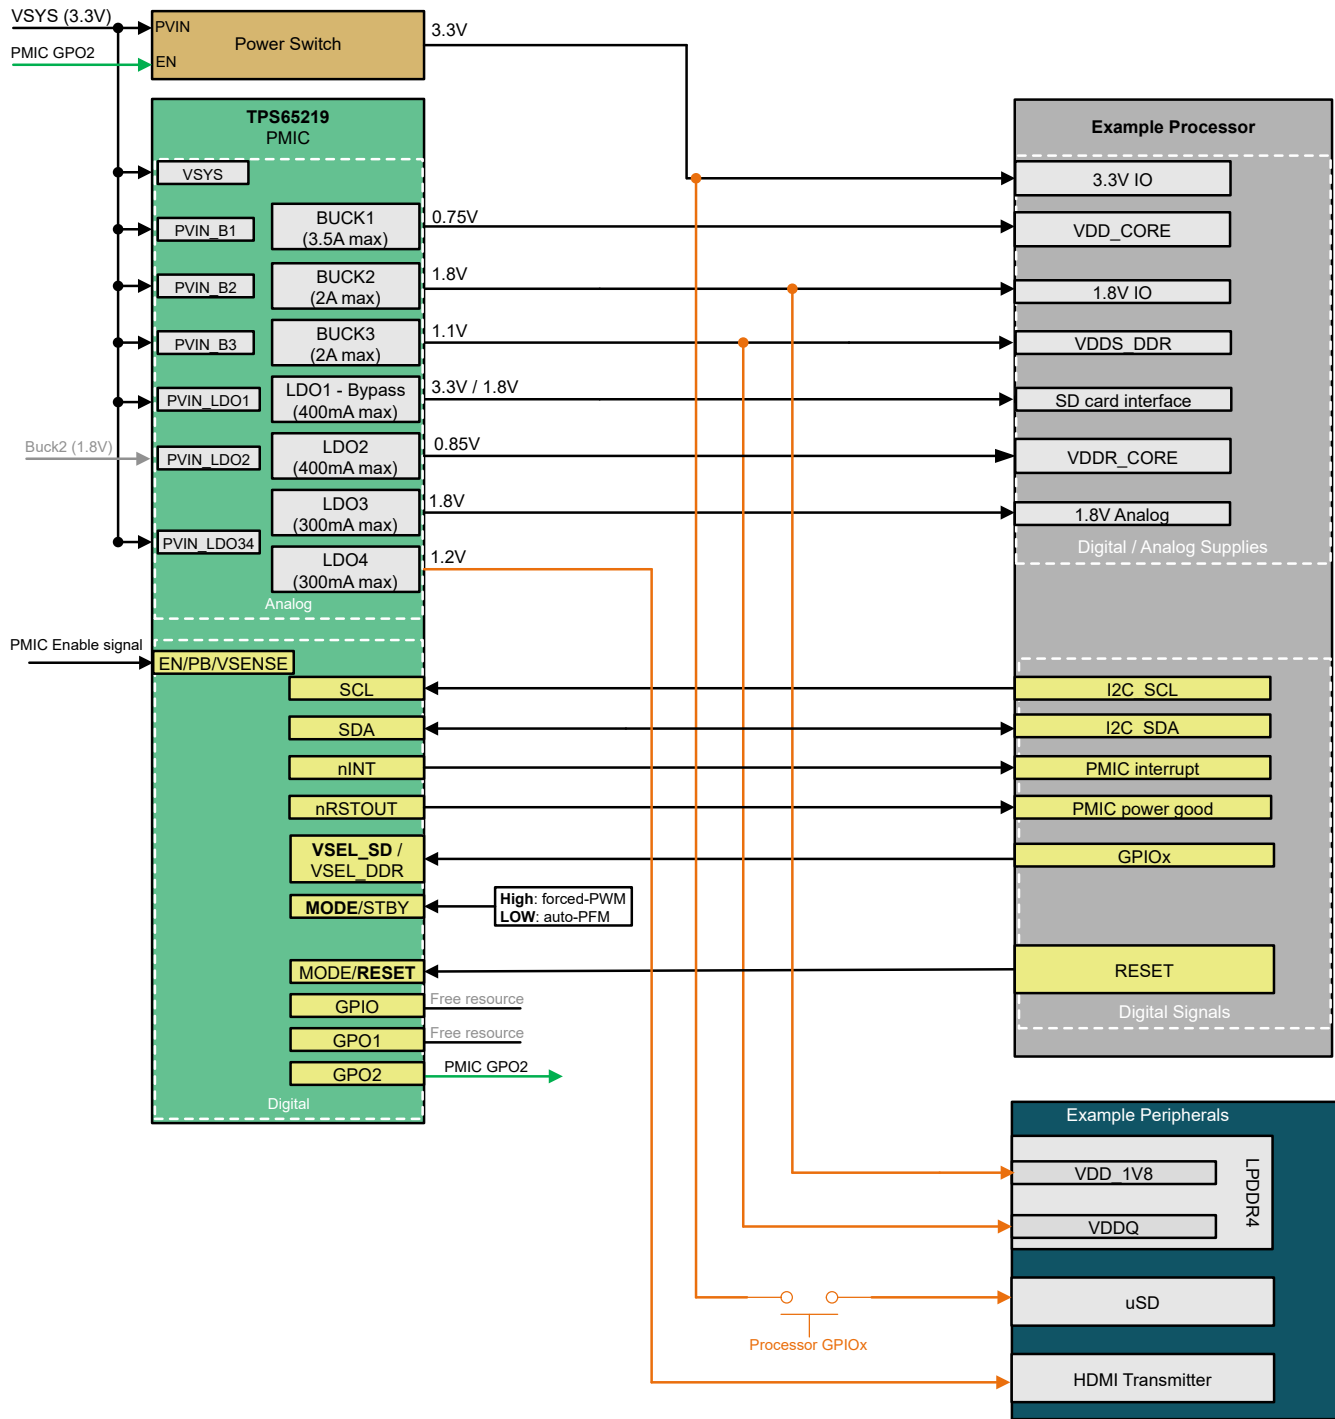 VSYS (3.3V)
PVIN
Power Switch
3.3V
PMIC GPO2
EN
TPS65219
PMIC
Example Processor
VSYS
3.3V IO
PVIN_B1
BUCK1
(3.5A max)
0.75V
VDD_CORE
PVIN_B2
BUCK2
(2A max)
1.8V
1.8V IO
PVIN_B3
BUCK3
(2A max)
1.1V
VDDS_DDR
PVIN_LDO1
LDO1 - Bypass
(400mA max)
3.3V / 1.8V
SD card interface
Buck2 (1.8V)
PVIN_LDO2
LDO2
(400mA max)
0.85V
VDDR_CORE
LDO3
(300mA max)
1.8V
1.8V Analog
PVIN_LDO34
LDO4
(300mA max)
1.2V
Digital / Analog Supplies
Analog
PMIC Enable signal
EN/PB/VSENSE
SCL
I2C_SCL
SDA
I2C_SDA
nINT
PMIC interrupt
nRSTOUT
PMIC power good
VSEL_SD /
VSEL_DDR
GPIOx
MODE/STBY
High: forced-PWM
LOW: auto-PFM
MODE/RESET
RESET
GPIO
Free resource
Digital Signals
GPO1
Free resource
GPO2
PMIC GPO2
Digital
Example Peripherals
VDD_1V8
LPDDR4
VDDQ
uSD
Processor GPIOx
HDMI Transmitter